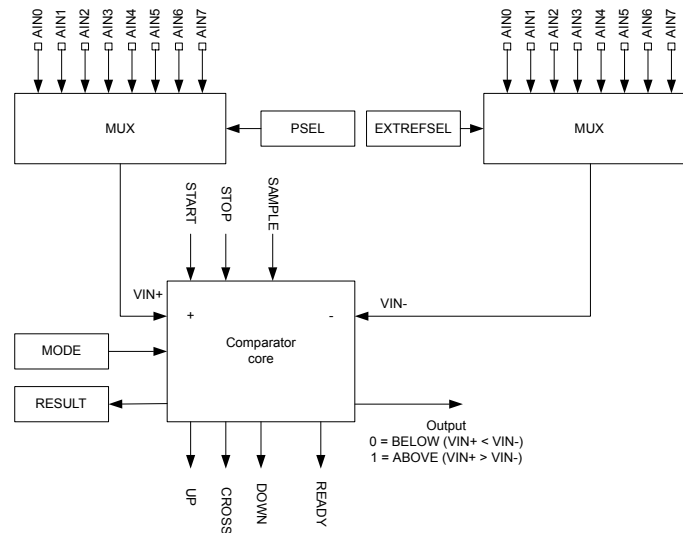 AIN0
AIN1
AIN2
AIN3
AIN4
AIN5
AIN6
AIN7
AIN0
AIN1
AIN2
AIN3
AIN4
AIN5
AIN6
AIN7
MUX
PSEL
EXTREFSEL
MUX
START
STOP
SAMPLE
VIN+
VIN-
+
-
Comparator
core
MODE
RESULT
Output
0 = BELOW (VIN+ < VIN-)
1 = ABOVE (VIN+ > VIN-)
UP
CROSS
DOWN
READY